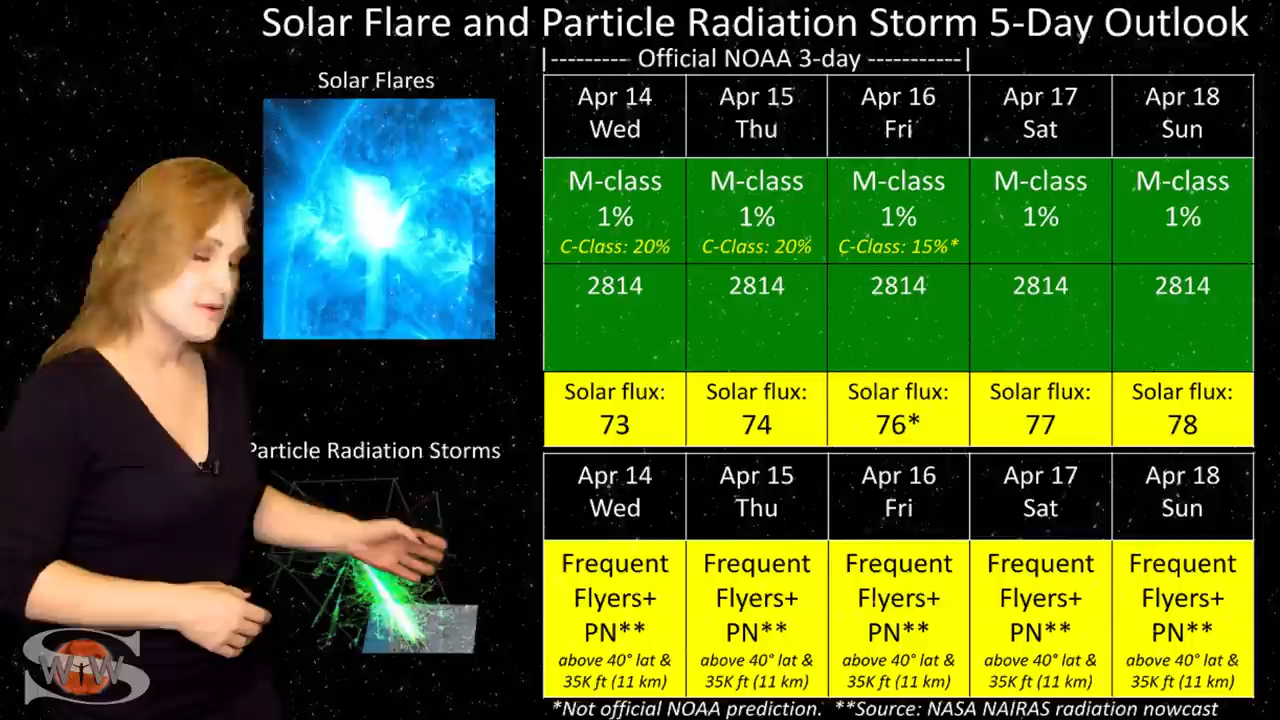 Solar Flare and Particle Radiation Storm 5-Day Outlook
|--------- Official NOAA 3-day -----------|
Solar Flares
Apr 14 Apr 15 Apr 16 Apr 17 Apr 18
Wed Thu Fri Sat Sun
M-class M-class M-class M-class M-class
1% 1% 1% 1% 1%
C-Class: 20% C-Class: 20% C-Class: 15%*
2814 2814 2814 2814 2814
Solar flux: Solar flux: Solar flux: Solar flux: Solar flux:
73 74 76* 77 78
Particle Radiation Storms
Apr 14 Apr 15 Apr 16 Apr 17 Apr 18
Wed Thu Fri Sat Sun
Frequent Frequent Frequent Frequent Frequent
Flyers+ Flyers+ Flyers+ Flyers+ Flyers+
PN** PN** PN** PN** PN**
above 40° lat & above 40° lat & above 40° lat & above 40° lat & above 40° lat &
35K ft (11 km) 35K ft (11 km) 35K ft (11 km) 35K ft (11 km) 35K ft (11 km)
*Not official NOAA prediction. **Source: NASA NAIRAS radiation nowcast
S
WiW